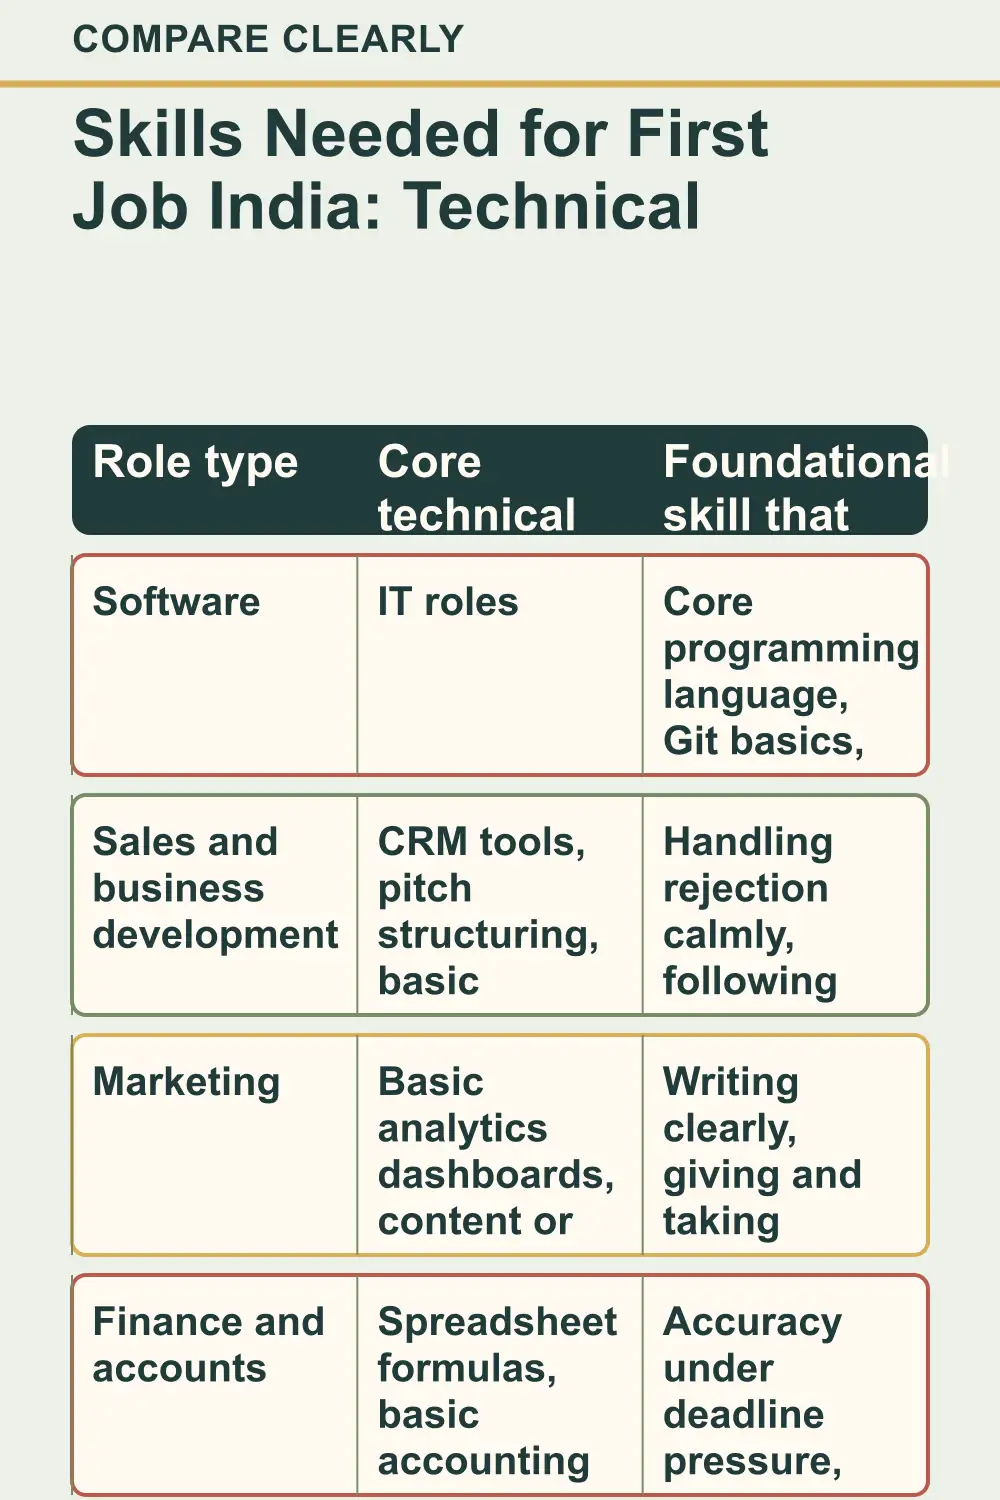 COMPARE CLEARLY
Skills Needed for First
Job India: Technical
Role type
Core
technical
Foundational
skill that
Software
IT roles
Core
programming
language,
Git basics,
Sales and
business
development
CRM tools,
pitch
structuring,
basic
Handling
rejection
calmly,
following
Marketing
Basic
analytics
dashboards,
content or
Writing
clearly,
giving and
taking
Finance and
accounts
Spreadsheet
formulas,
basic
accounting
Accuracy
under
deadline
pressure,